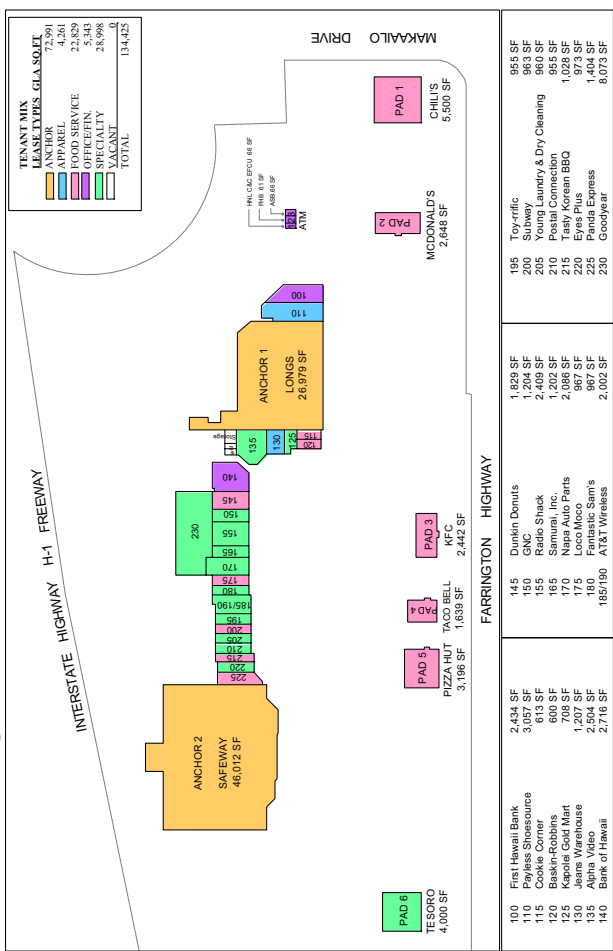 TENANT MIX
LEASE TYPES GLA SQ.FT
ANCHOR 72,991
APPAREL 4,261
FOOD SERVICE 22,829
OFFICE/FIN. 5,343
SPECIALTY 28,998
VACANT 0
TOTAL 134,425
INTERSTATE HIGHWAY H-1 FREEWAY
MAKAAILO DRIVE
FARRINGTON HIGHWAY
HNL C&C EFCU 66 SF
FHB 61 SF
ASB 66 SF
1 2 3
ATM
PAD 1
CHILI'S
5,500 SF
PAD 2
MCDONALD'S
2,648 SF
100
110
ANCHOR 1
LONGS
26,979 SF
Storage
135
130
125
115
120
140
145
150
155
165
170
230
175
180
185/190
195
200
205
210
215
220
225
ANCHOR 2
SAFEWAY
46,012 SF
PAD 3
KFC
2,442 SF
PAD 4
TACO BELL
1,639 SF
PAD 5
PIZZA HUT
3,196 SF
PAD 6
TESORO
4,000 SF
100 First Hawaii Bank 2,434 SF
110 Payless Shoesource 3,057 SF
115 Cookie Corner 613 SF
120 Baskin-Robbins 600 SF
125 Kapolei Gold Mart 708 SF
130 Jeans Warehouse 1,207 SF
135 Alpha Video 2,504 SF
140 Bank of Hawaii 2,716 SF
145 Dunkin Donuts 1,829 SF
150 GNC 1,204 SF
155 Radio Shack 2,409 SF
165 Samurai, Inc. 1,202 SF
170 Napa Auto Parts 2,086 SF
175 Loco Moco 967 SF
180 Fantastic Sam's 967 SF
185/190 AT&T Wireless 2,002 SF
195 Toy-rrific 955 SF
200 Subway 963 SF
205 Young Laundry & Dry Cleaning 960 SF
210 Postal Connection 955 SF
215 Tasty Korean BBQ 1,028 SF
220 Eyes Plus 973 SF
225 Panda Express 1,404 SF
230 Goodyear 8,073 SF